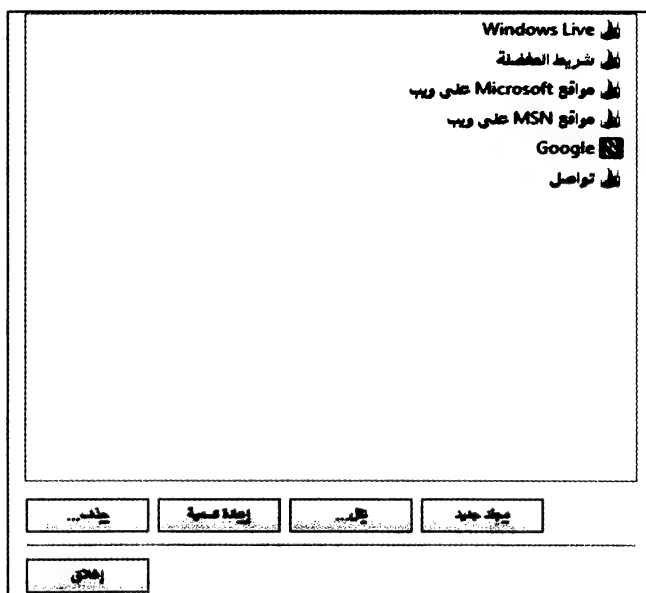 Windows Live
شريط المفضلة
مواقع Microsoft على ويب
مواقع MSN على ويب
Google
تواصل
مجلد جديد
نقل...
إعادة تسمية
حذف...
إغلاق